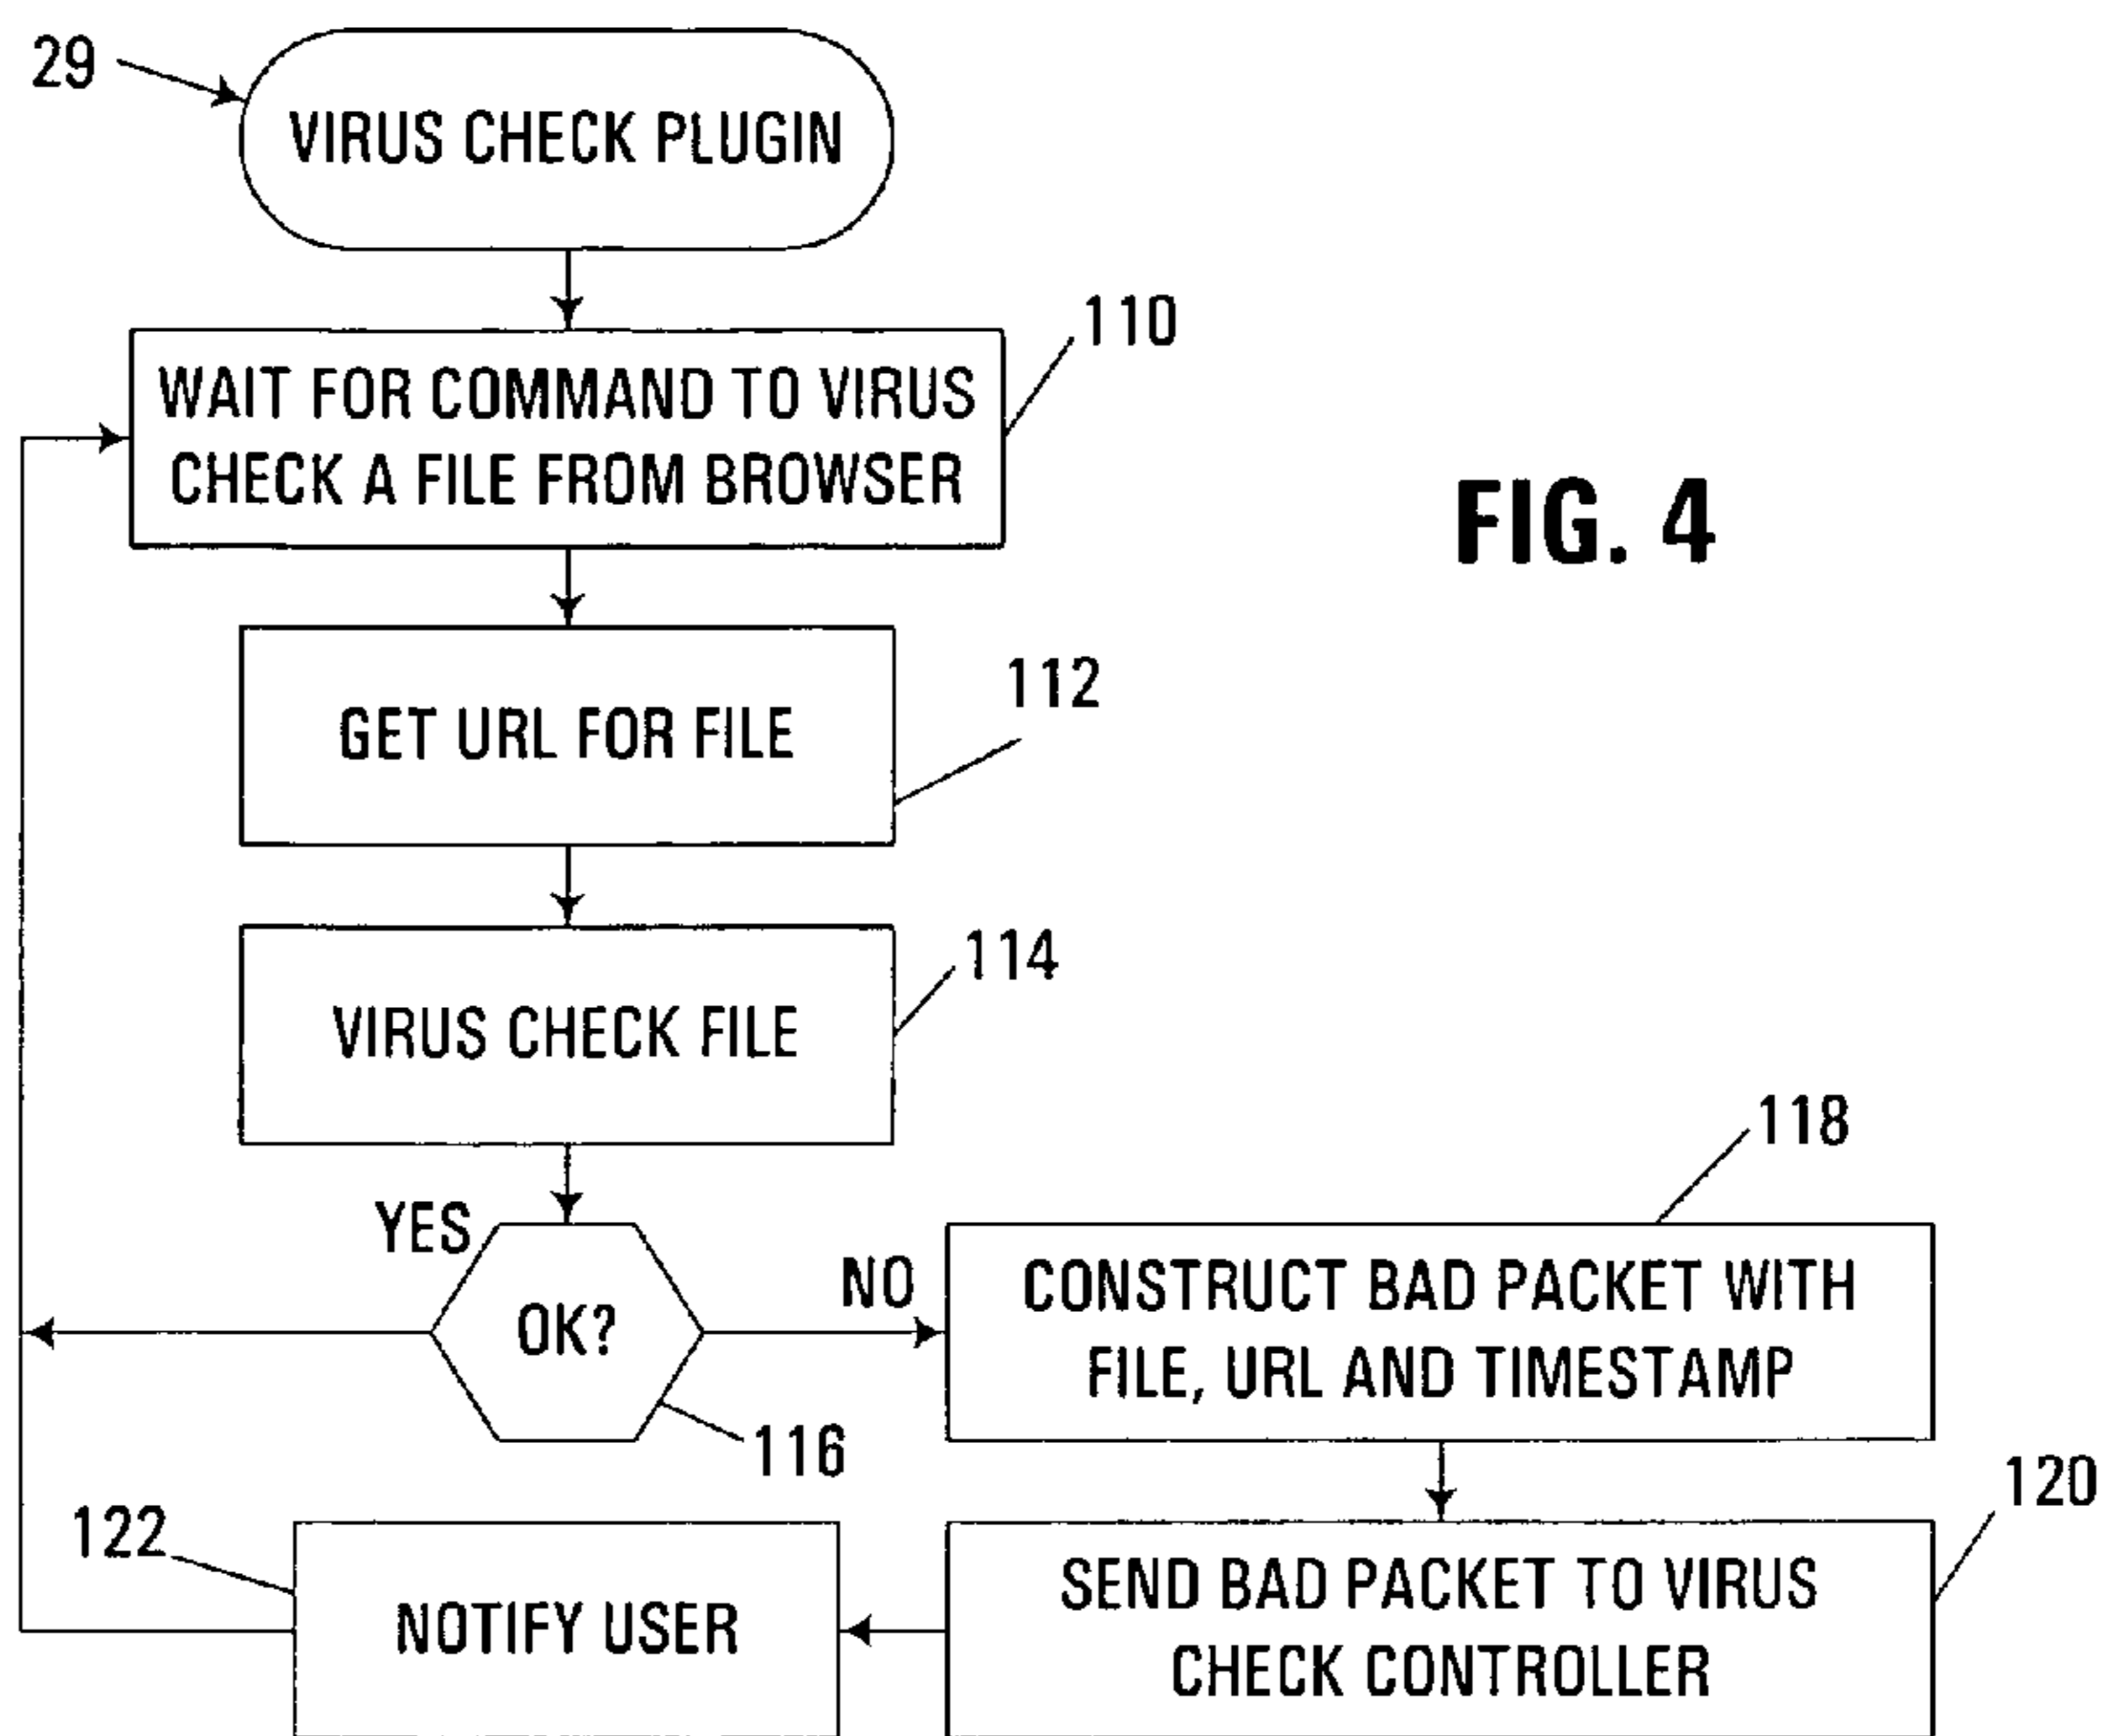 29
VIRUS CHECK PLUGIN
110
WAIT FOR COMMAND TO VIRUS
CHECK A FILE FROM BROWSER
FIG. 4
112
GET URL FOR FILE
114
VIRUS CHECK FILE
118
YES
OK?
NO
CONSTRUCT BAD PACKET WITH
FILE, URL AND TIMESTAMP
116
120
122
NOTIFY USER
SEND BAD PACKET TO VIRUS
CHECK CONTROLLER